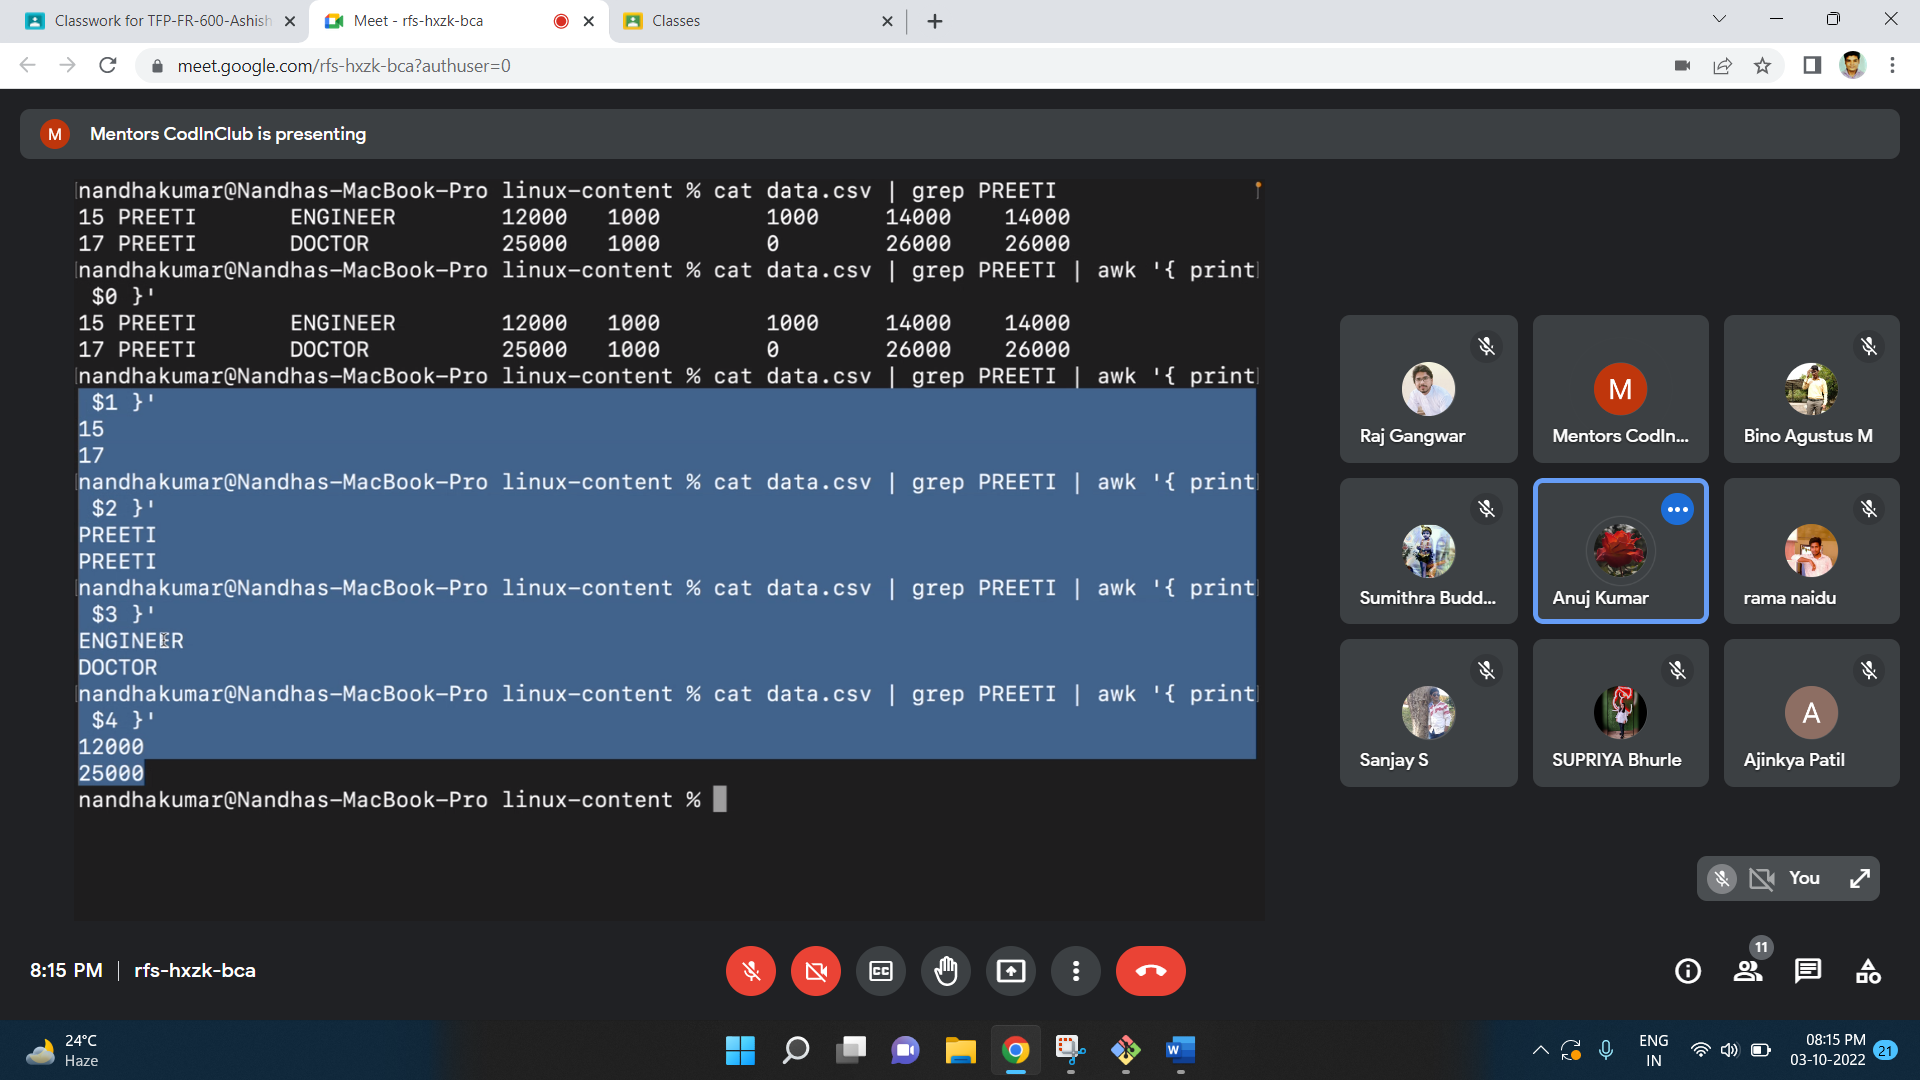 Classwork for TFP-FR-600-Ashish
Meet - rfs-hxzk-bca
Classes
meet.google.com/rfs-hxzk-bca?authuser=0
M
Mentors CodInClub is presenting
nandhakumar@Nandhas-MacBook-Pro linux-content % cat data.csv | grep PREETI
15 PREETI ENGINEER 12000 1000 1000 14000 14000
17 PREETI DOCTOR 25000 1000 0 26000 26000
nandhakumar@Nandhas-MacBook-Pro linux-content % cat data.csv | grep PREETI | awk '{ print
$0 }'
15 PREETI ENGINEER 12000 1000 1000 14000 14000
17 PREETI DOCTOR 25000 1000 0 26000 26000
nandhakumar@Nandhas-MacBook-Pro linux-content % cat data.csv | grep PREETI | awk '{ print
$1 }'
15
17
nandhakumar@Nandhas-MacBook-Pro linux-content % cat data.csv | grep PREETI | awk '{ print
$2 }'
PREETI
PREETI
nandhakumar@Nandhas-MacBook-Pro linux-content % cat data.csv | grep PREETI | awk '{ print
$3 }'
ENGINEER
DOCTOR
nandhakumar@Nandhas-MacBook-Pro linux-content % cat data.csv | grep PREETI | awk '{ print
$4 }'
12000
25000
nandhakumar@Nandhas-MacBook-Pro linux-content %
Raj Gangwar
M
Mentors CodIn...
Bino Agustus M
Sumithra Budd...
Anuj Kumar
rama naidu
Sanjay S
SUPRIYA Bhurle
A
Ajinkya Patil
You
8:15 PM | rfs-hxzk-bca
CC
11
24°C
Haze
W
ENG
IN
08:15 PM
03-10-2022
21